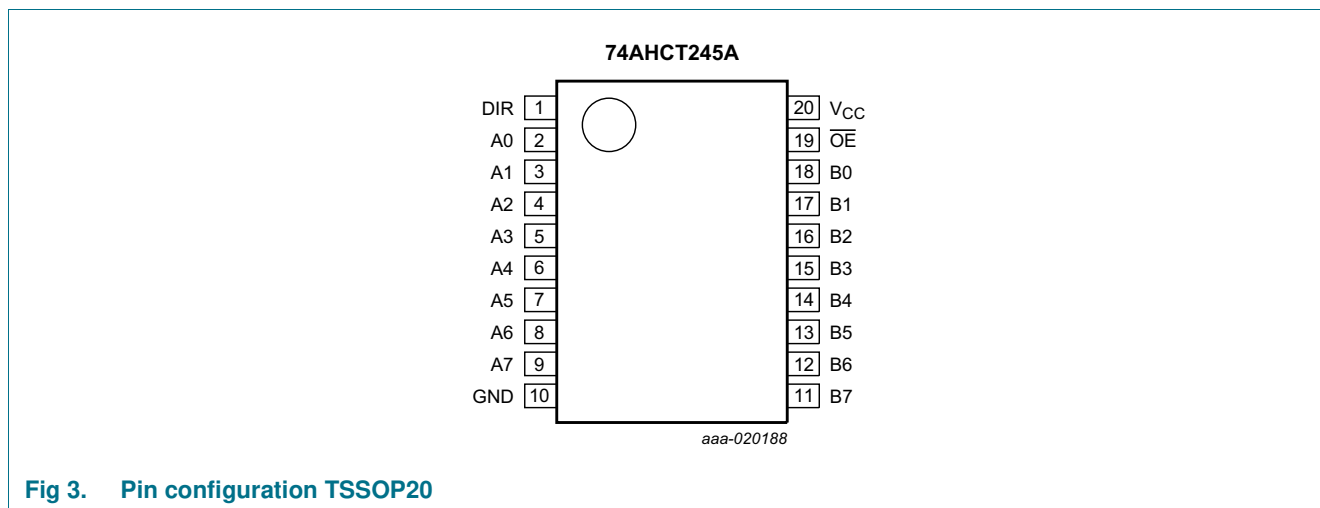 74AHCT245A
DIR 1 20 VCC
A0 2 19 O̅E̅
A1 3 18 B0
A2 4 17 B1
A3 5 16 B2
A4 6 15 B3
A5 7 14 B4
A6 8 13 B5
A7 9 12 B6
GND 10 11 B7
aaa-020188
Fig 3. Pin configuration TSSOP20